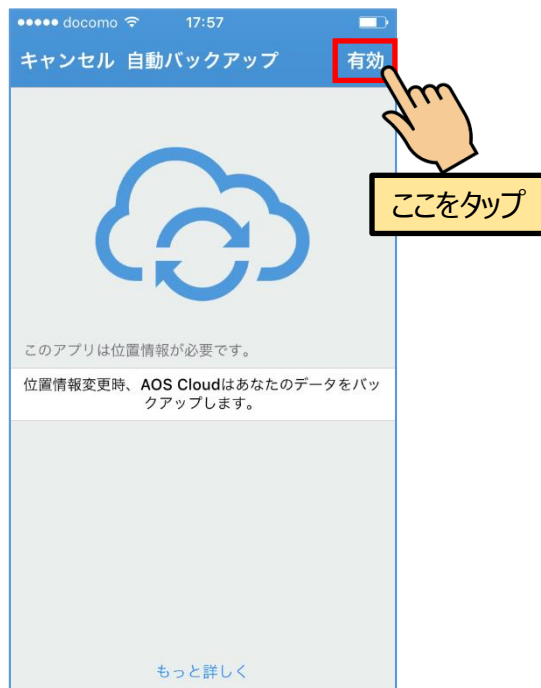 ●●●●● docomo 17:57
キャンセル 自動バックアップ 有効
ここをタップ
このアプリは位置情報が必要です。
位置情報変更時、AOS Cloudはあなたのデータをバッ
クアップします。
もっと詳しく